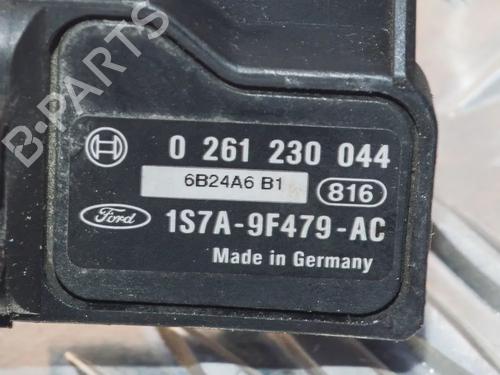 B-PARTS
0 261 230 044
6B24A6 B1 816
Ford 1S7A-9F479-AC
Made in Germany